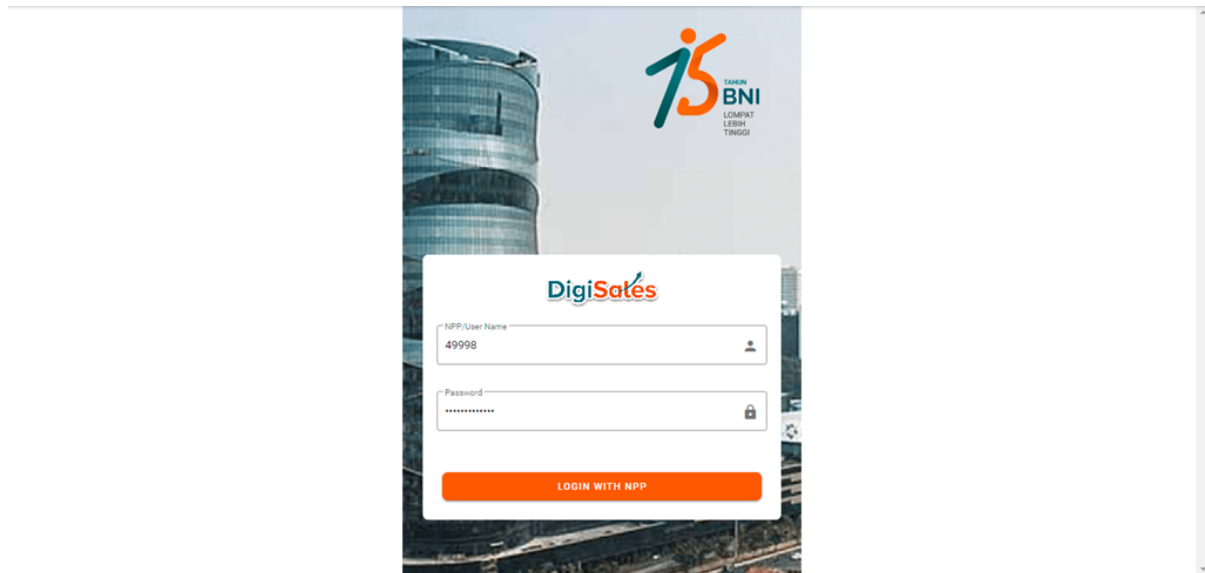 75
TAHUN
BNI
LOMPAT
LEBIH
TINGGI
DigiSales
NPP/User Name
49998
Password
•••••••••••••
LOGIN WITH NPP